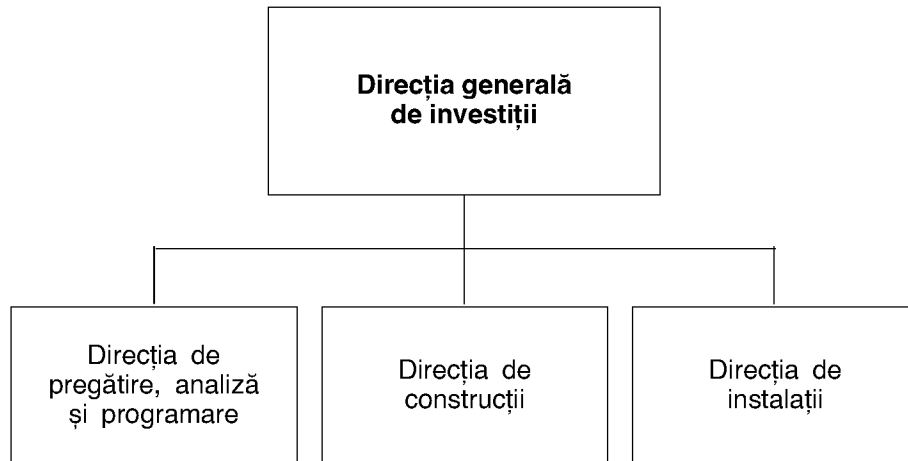 Direcția generală
de investiții
Direcția de
pregătire, analiză
și programare
Direcția de
construcții
Direcția de
instalații